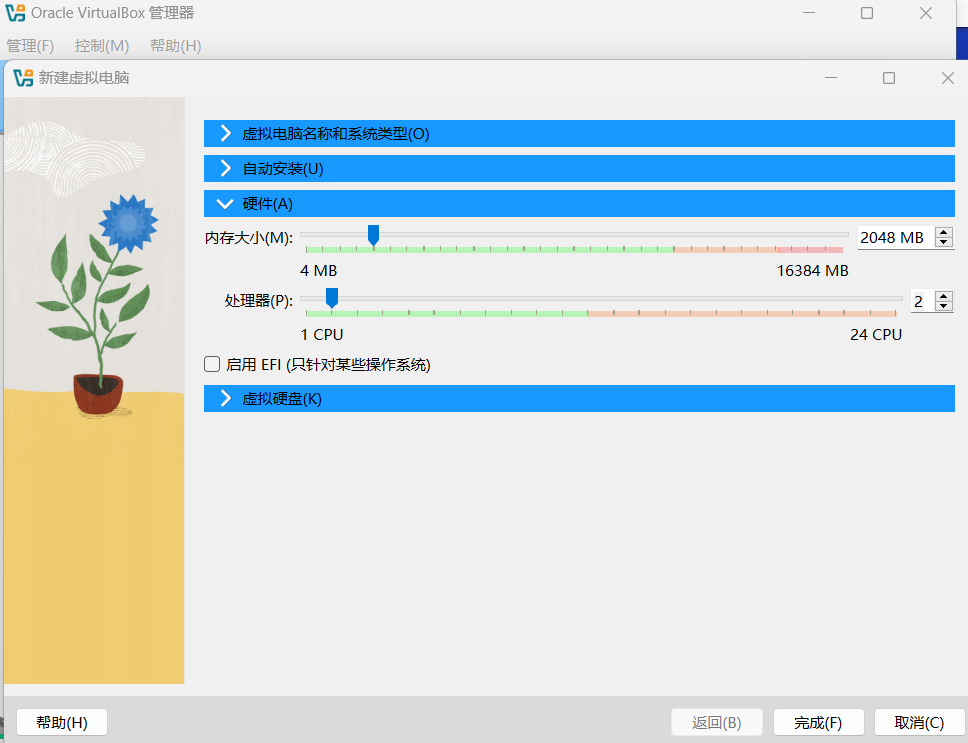 Oracle VirtualBox 管理器
管理(F) 控制(M) 帮助(H)
新建虚拟电脑
虚拟电脑名称和系统类型(O)
自动安装(U)
硬件(A)
内存大小(M): 2048 MB
4 MB 16384 MB
处理器(P): 2
1 CPU 24 CPU
启用 EFI (只针对某些操作系统)
虚拟硬盘(K)
帮助(H) 返回(B) 完成(F) 取消(C)